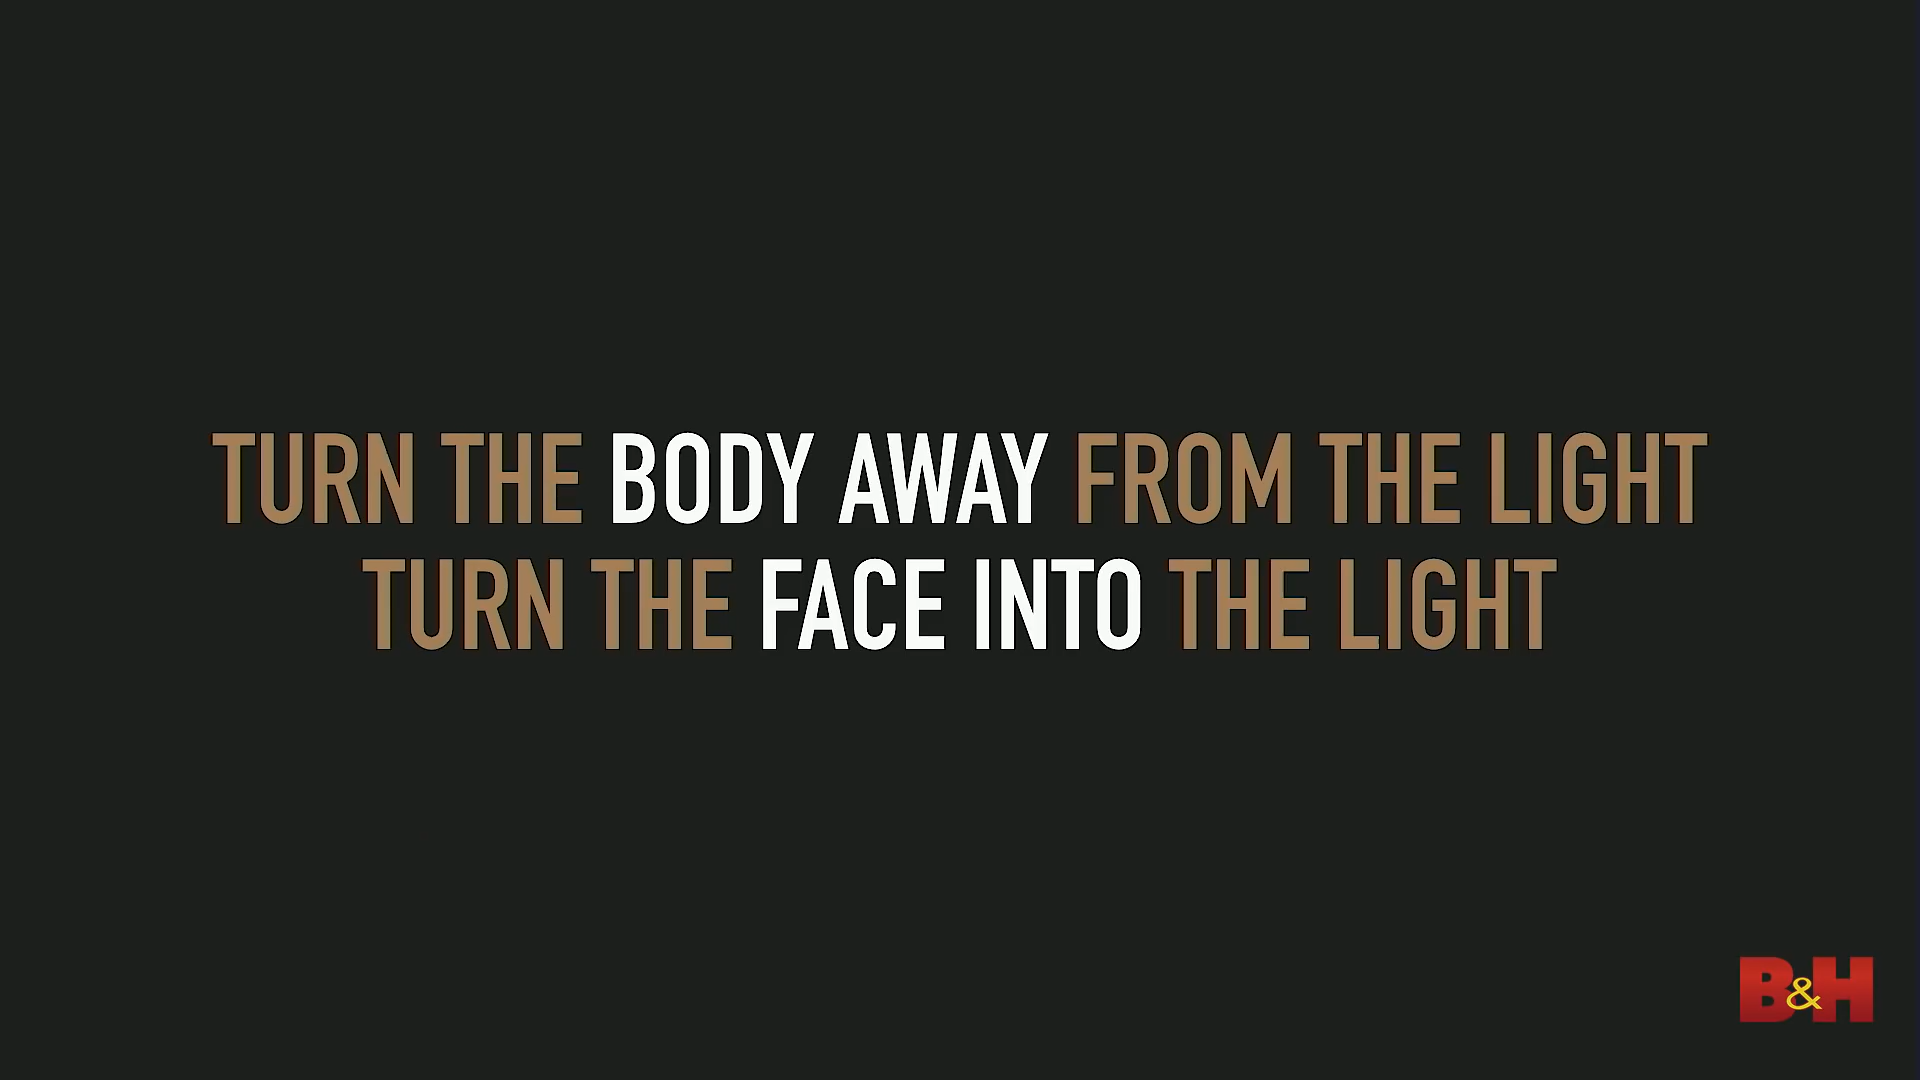 TURN THE BODY AWAY FROM THE LIGHT
TURN THE FACE INTO THE LIGHT
B&H